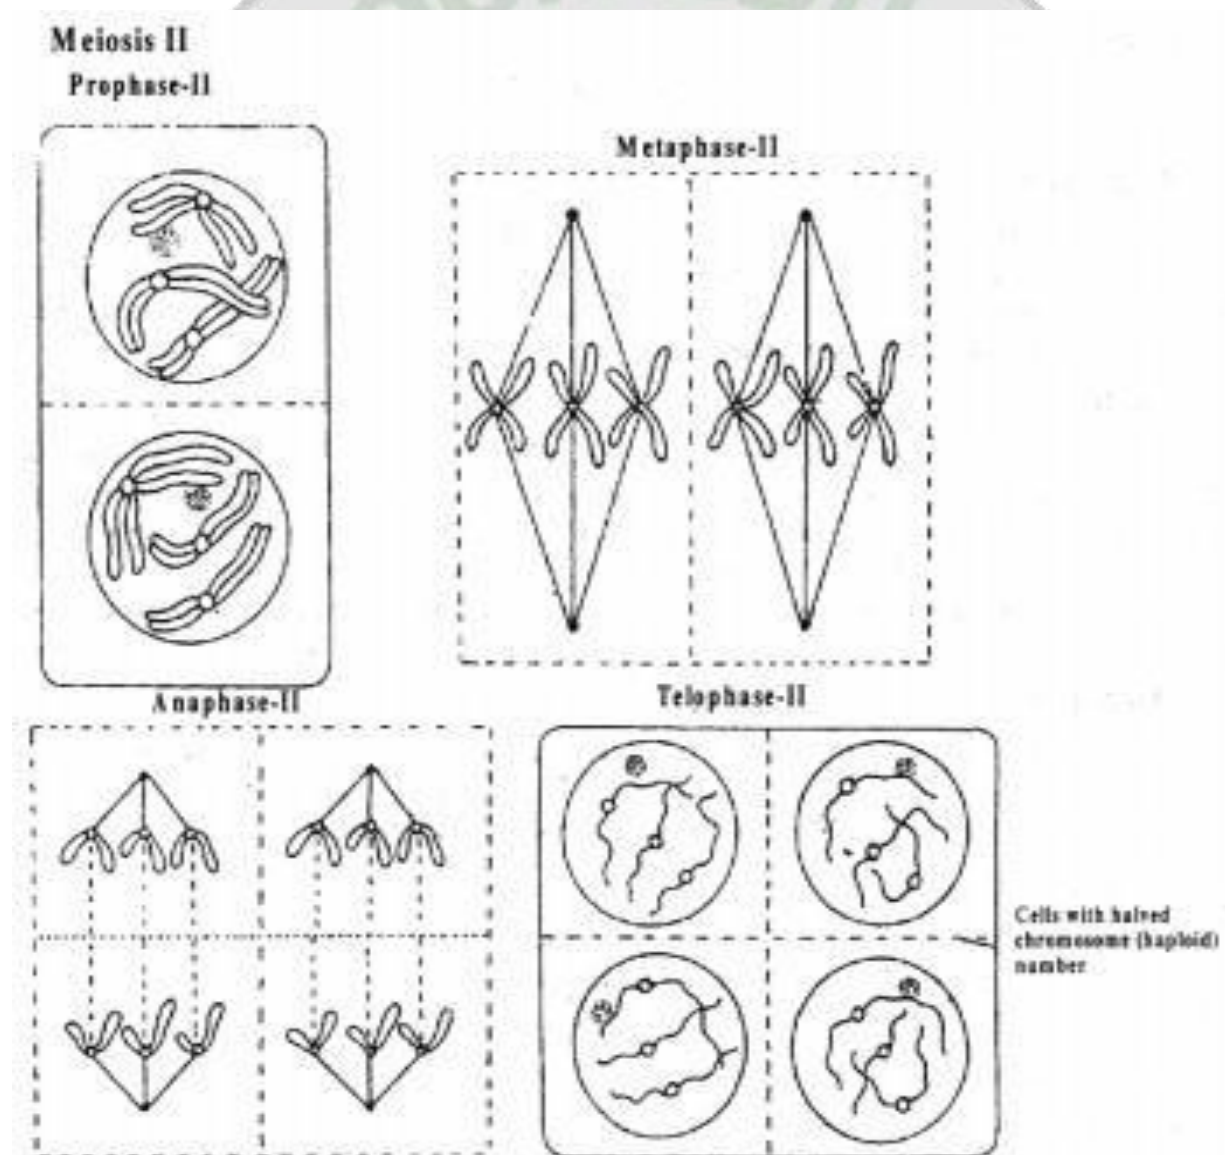 Meiosis II
Prophase-II
Metaphase-II
Anaphase-II
Telophase-II
Cells with halved
chromosome (haploid)
number